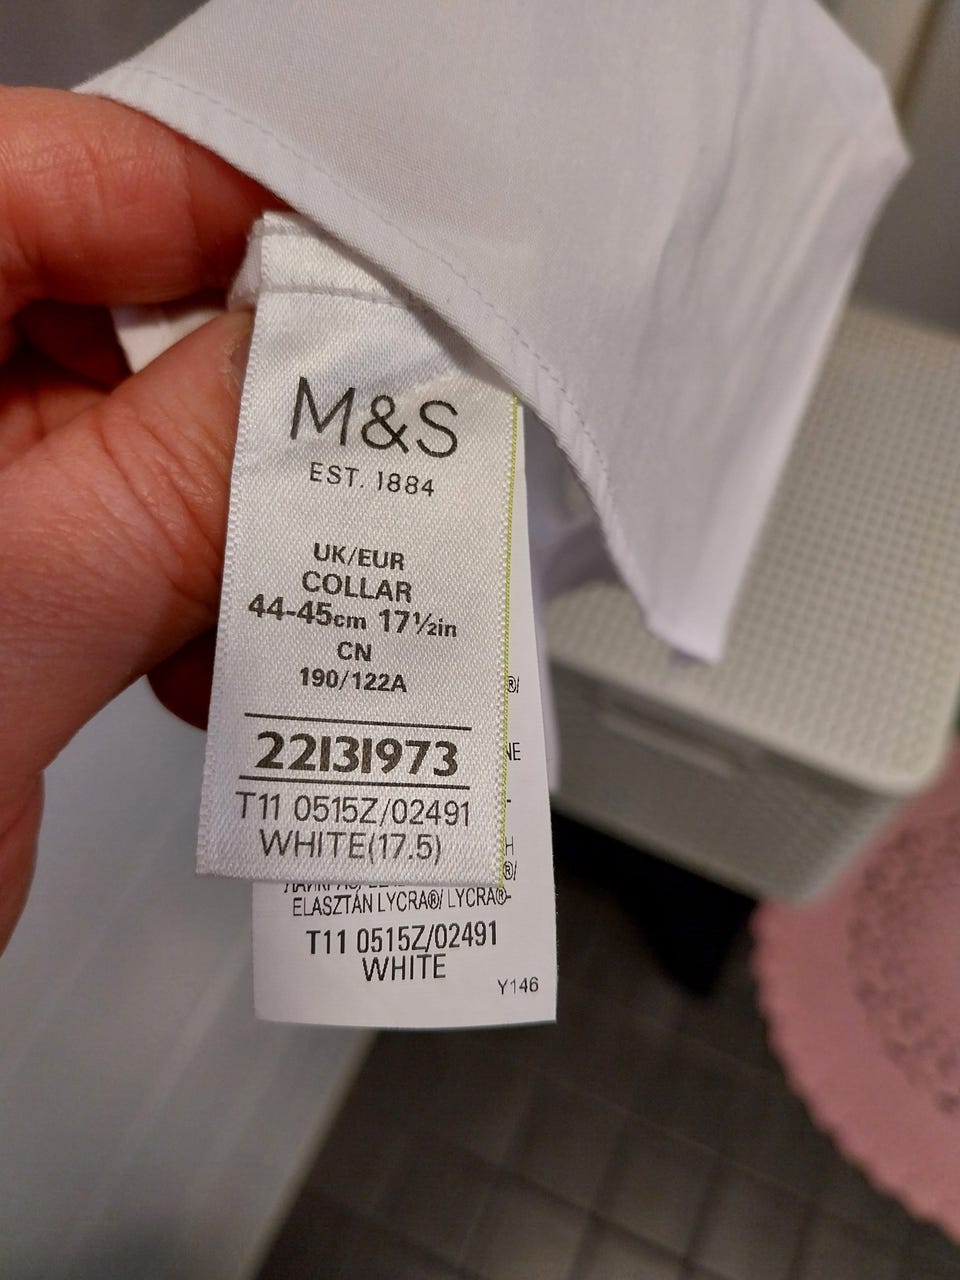 M&S
EST. 1884
UK/EUR
COLLAR
44-45cm 17½in
CN
190/122A
22131973
T11 0515Z/02491
WHITE(17.5)
®/
NE
-
H
®/
ELASZTÁN LYCRA®/ LYCRA®-
T11 0515Z/02491
WHITE
Y146